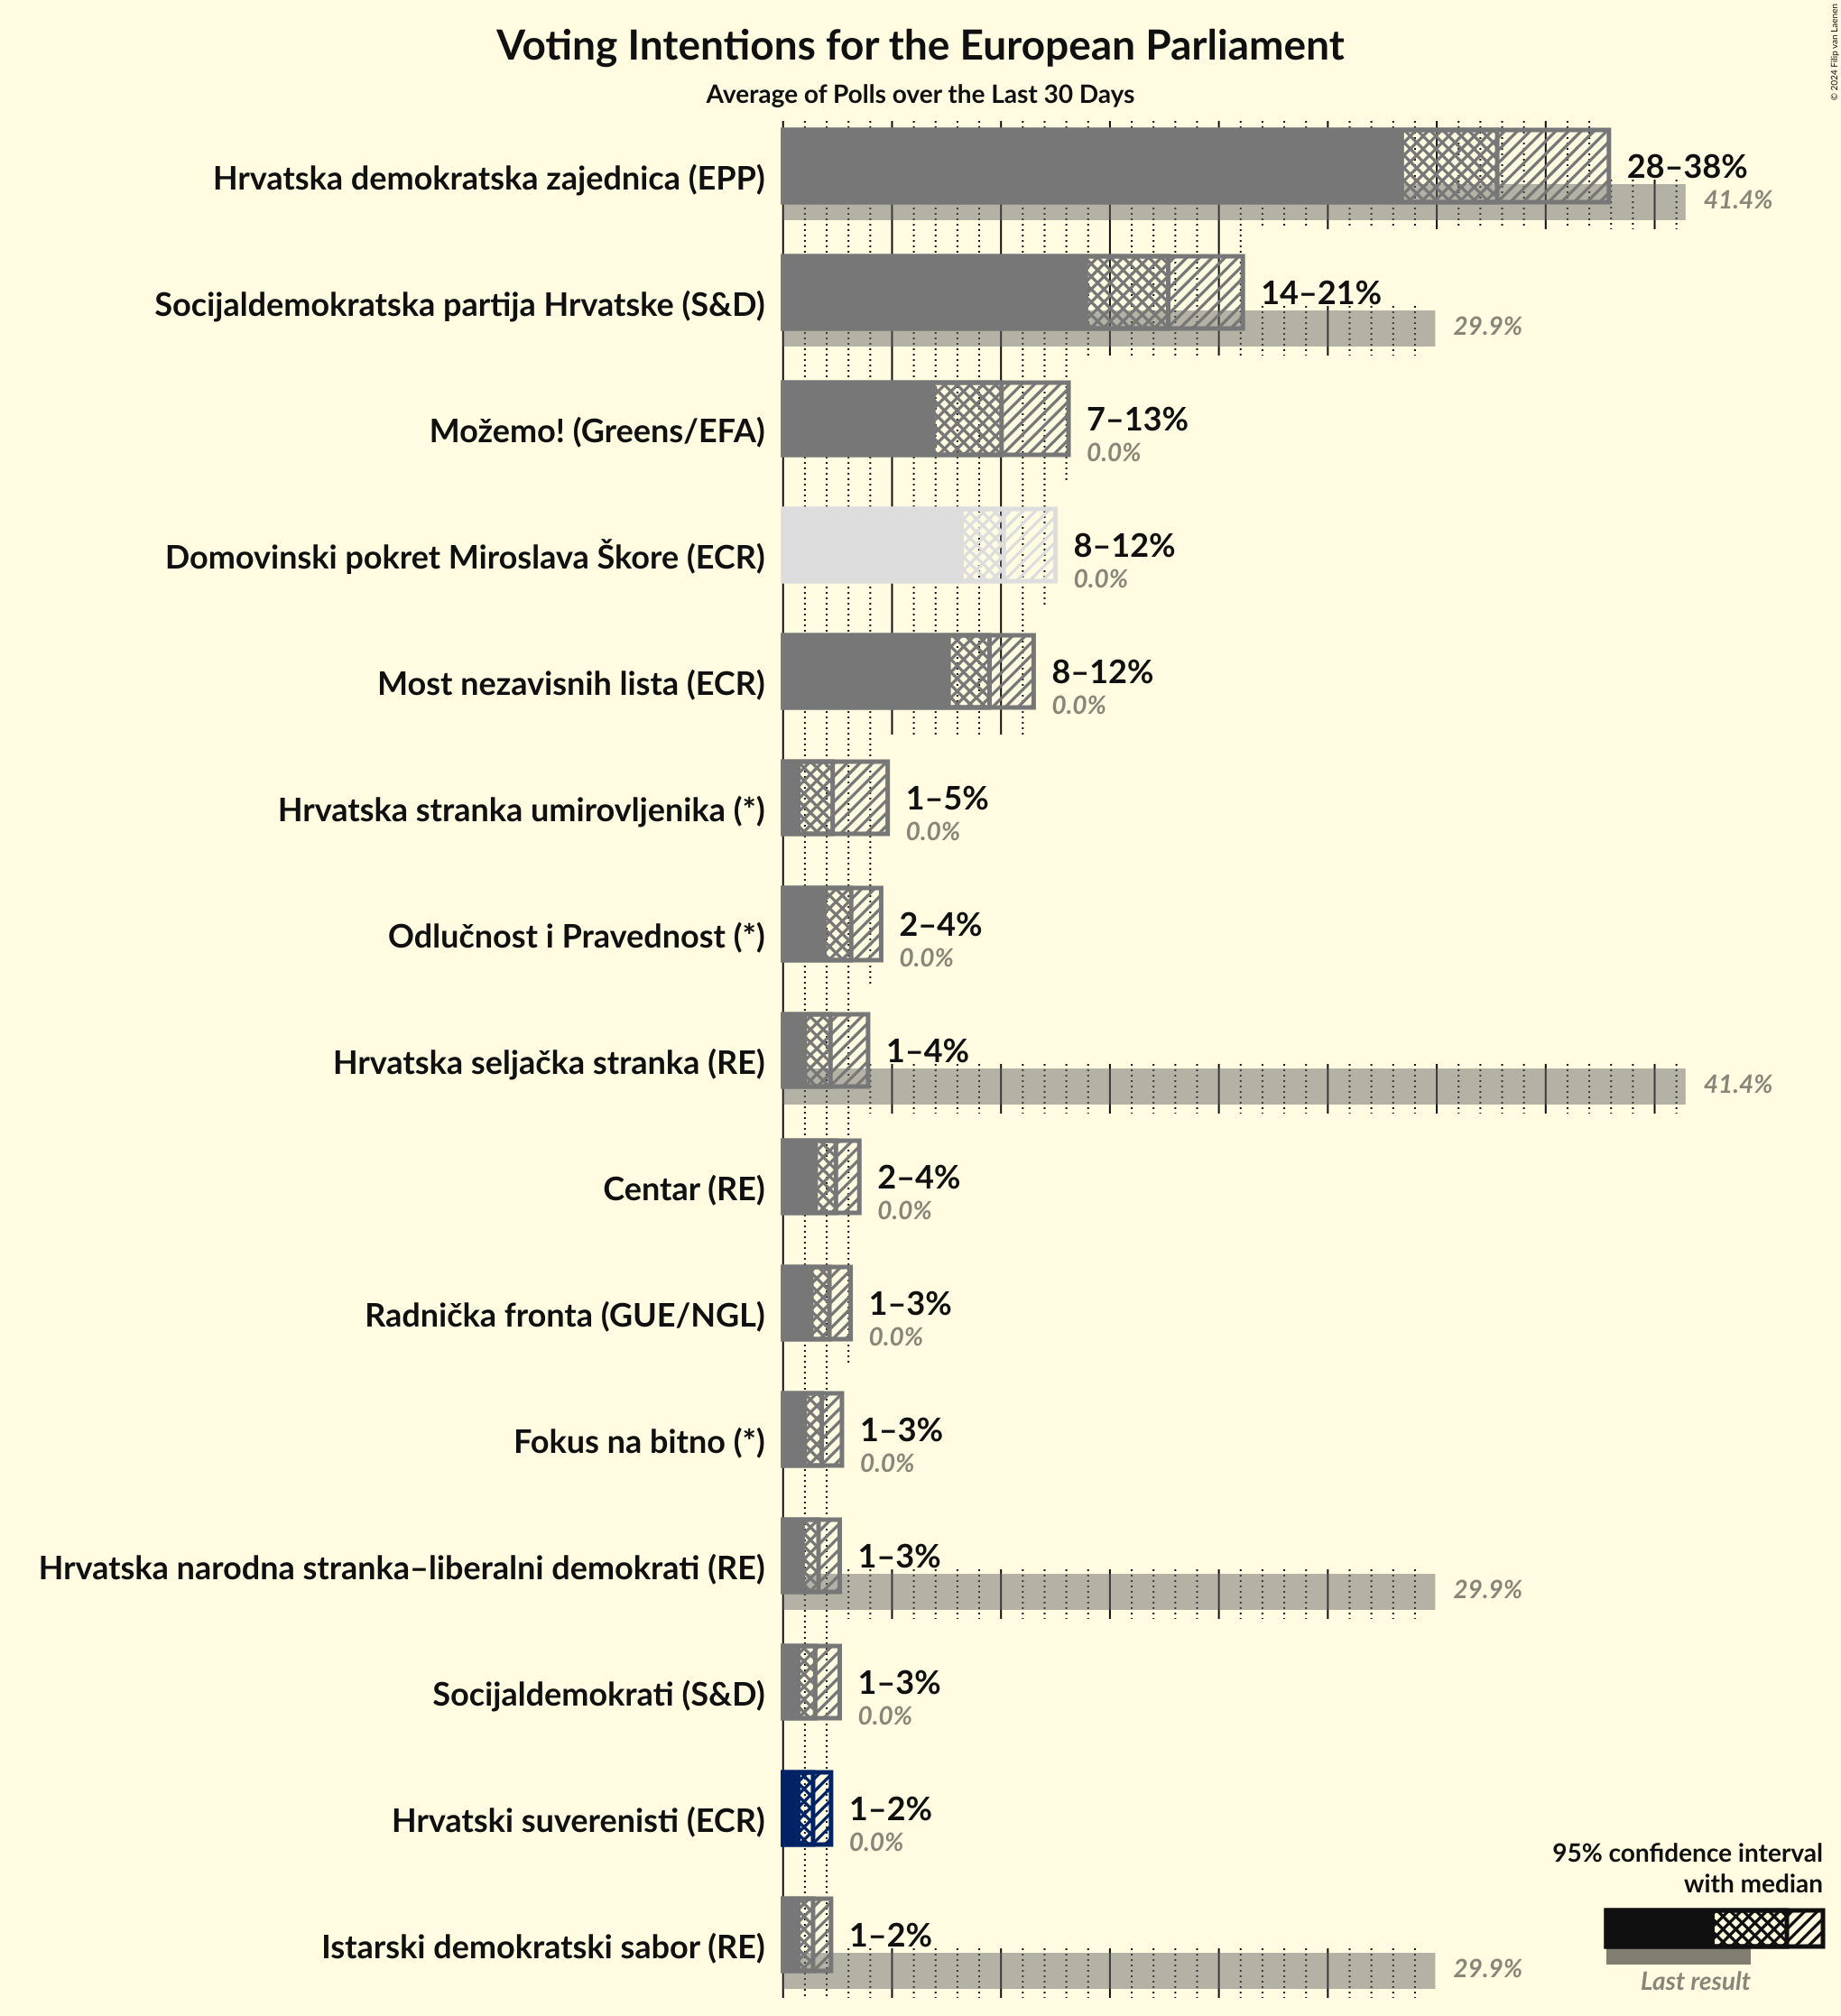 Voting Intentions for the European Parliament
Average of Polls over the Last 30 Days
© 2024 Filip van Laenen
Hrvatska demokratska zajednica (EPP)
28–38%
41.4%
Socijaldemokratska partija Hrvatske (S&D)
14–21%
29.9%
Možemo! (Greens/EFA)
7–13%
0.0%
Domovinski pokret Miroslava Škore (ECR)
8–12%
0.0%
Most nezavisnih lista (ECR)
8–12%
0.0%
Hrvatska stranka umirovljenika (*)
1–5%
0.0%
Odlučnost i Pravednost (*)
2–4%
0.0%
Hrvatska seljačka stranka (RE)
1–4%
41.4%
Centar (RE)
2–4%
0.0%
Radnička fronta (GUE/NGL)
1–3%
0.0%
Fokus na bitno (*)
1–3%
0.0%
Hrvatska narodna stranka–liberalni demokrati (RE)
1–3%
29.9%
Socijaldemokrati (S&D)
1–3%
0.0%
Hrvatski suverenisti (ECR)
1–2%
0.0%
Istarski demokratski sabor (RE)
1–2%
29.9%
95% confidence interval
with median
Last result